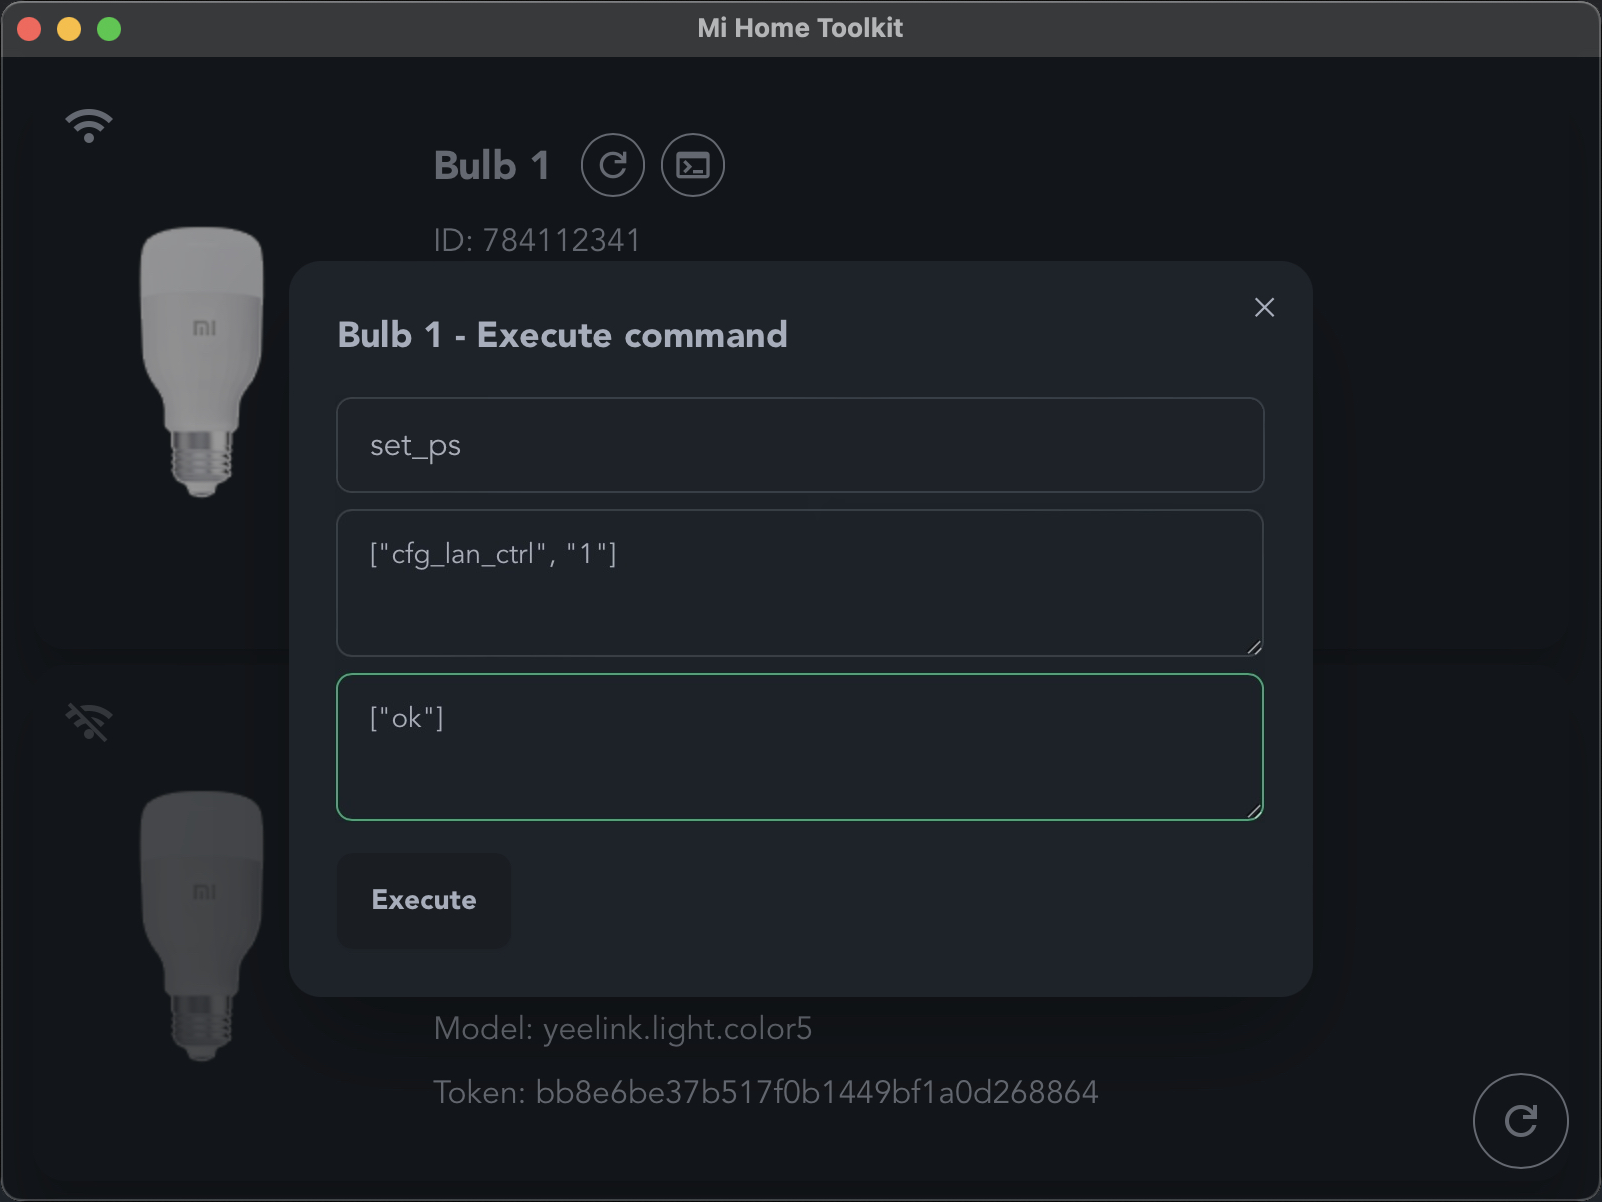 Mi Home Toolkit
Bulb 1
ID: 784112341
Bulb 1 - Execute command
set_ps
["cfg_lan_ctrl", "1"]
["ok"]
Execute
Model: yeelink.light.color5
Token: bb8e6be37b517f0b1449bf1a0d268864